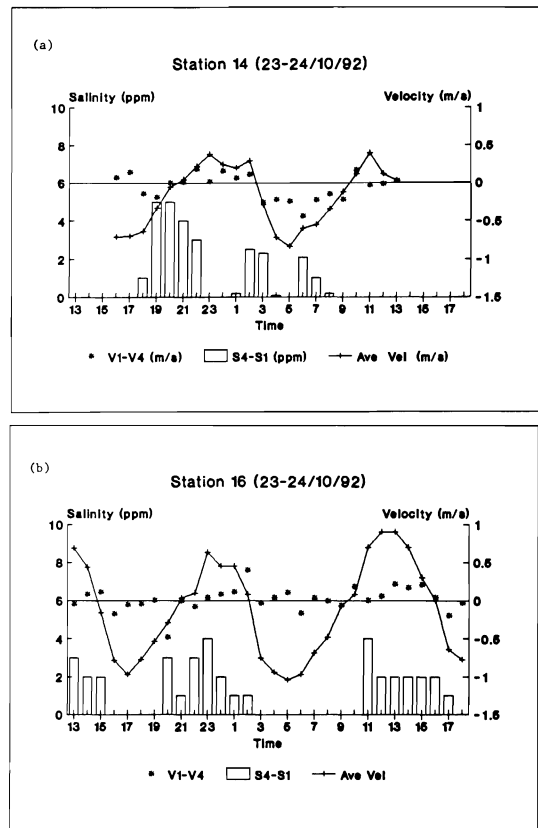 (a)
Station 14 (23-24/10/92)
Salinity (ppm) Velocity (m/s)
10 1
8 0.5
6 0
4 -0.5
2 -1
0 -1.5
13 15 17 19 21 23 1 3 5 7 9 11 13 15 17
Time
* V1-V4 (m/s) S4-S1 (ppm) Ave Vel (m/s)
(b)
Station 16 (23-24/10/92)
Salinity (ppm) Velocity (m/s)
10 1
8 0.5
6 0
4 -0.5
2 -1
0 -1.5
13 15 17 19 21 23 1 3 5 7 9 11 13 15 17
Time
* V1-V4 S4-S1 Ave Vel